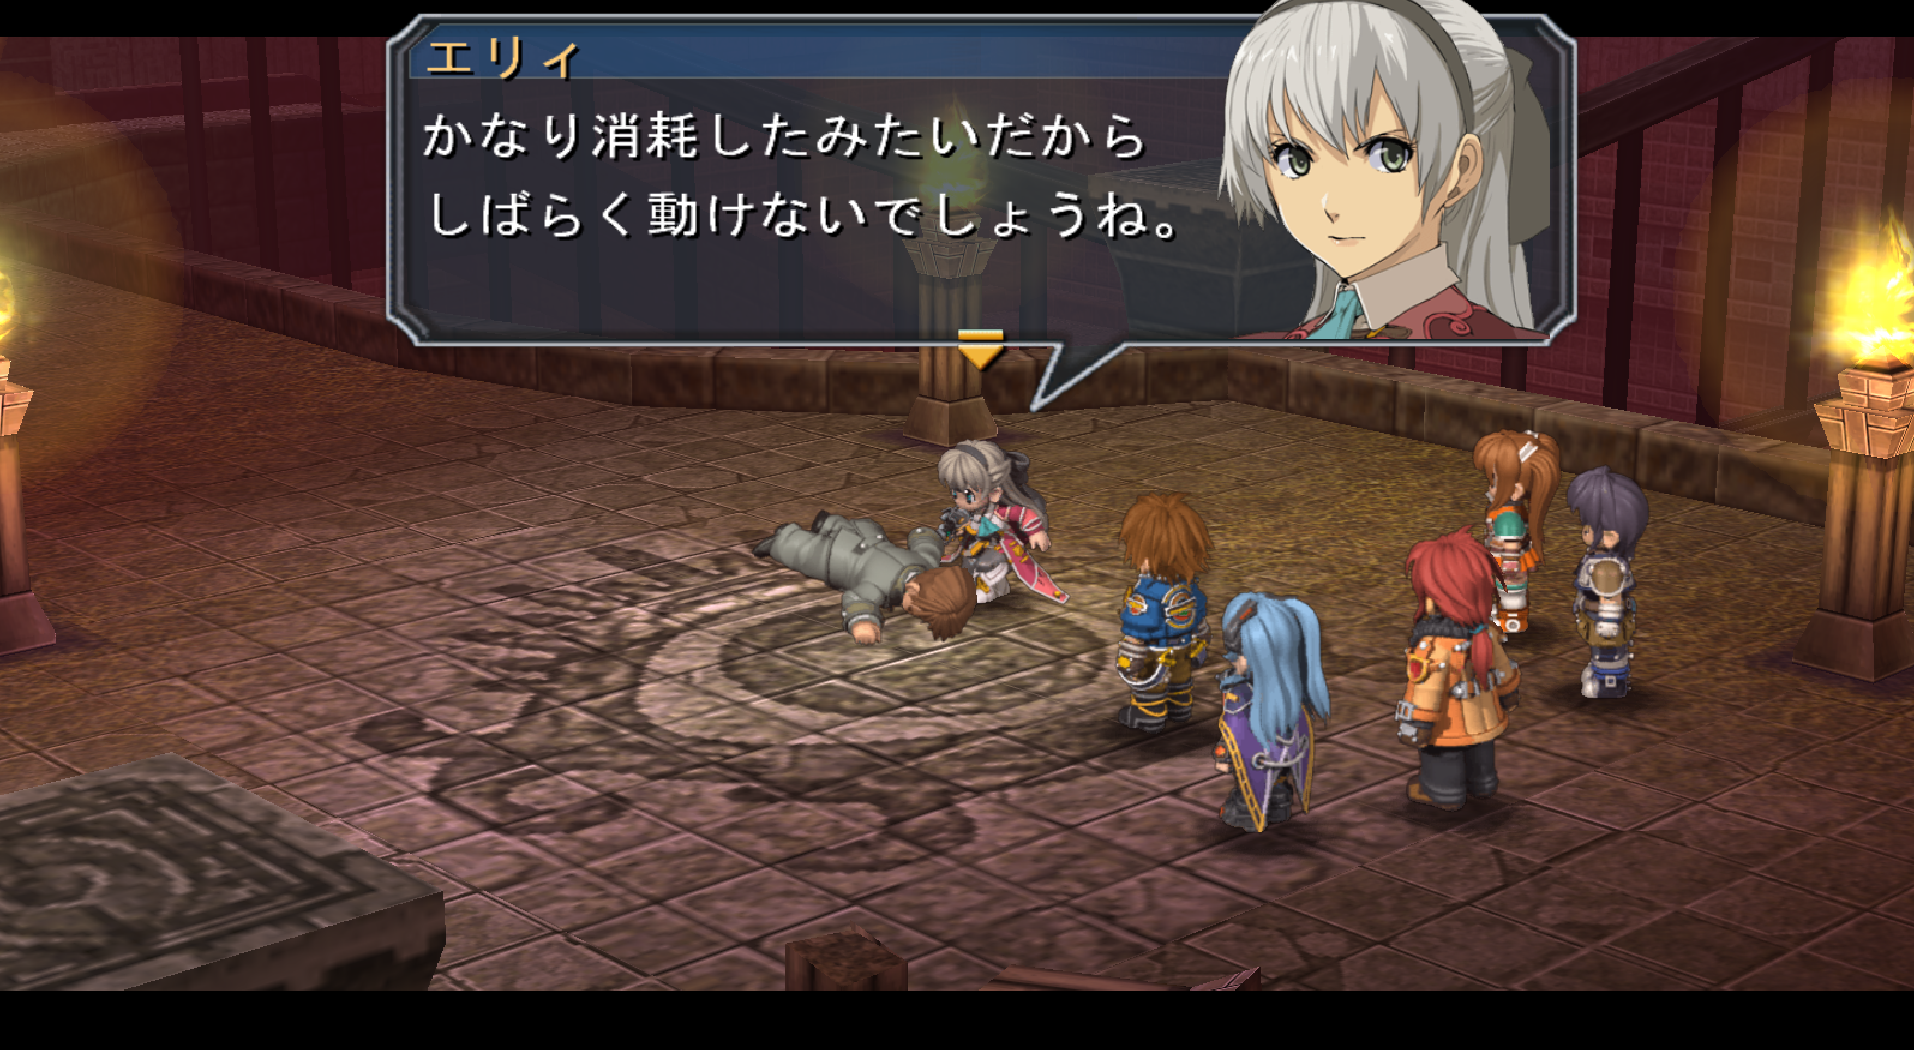 エリィ
かなり消耗したみたいだから
しばらく動けないでしょうね。